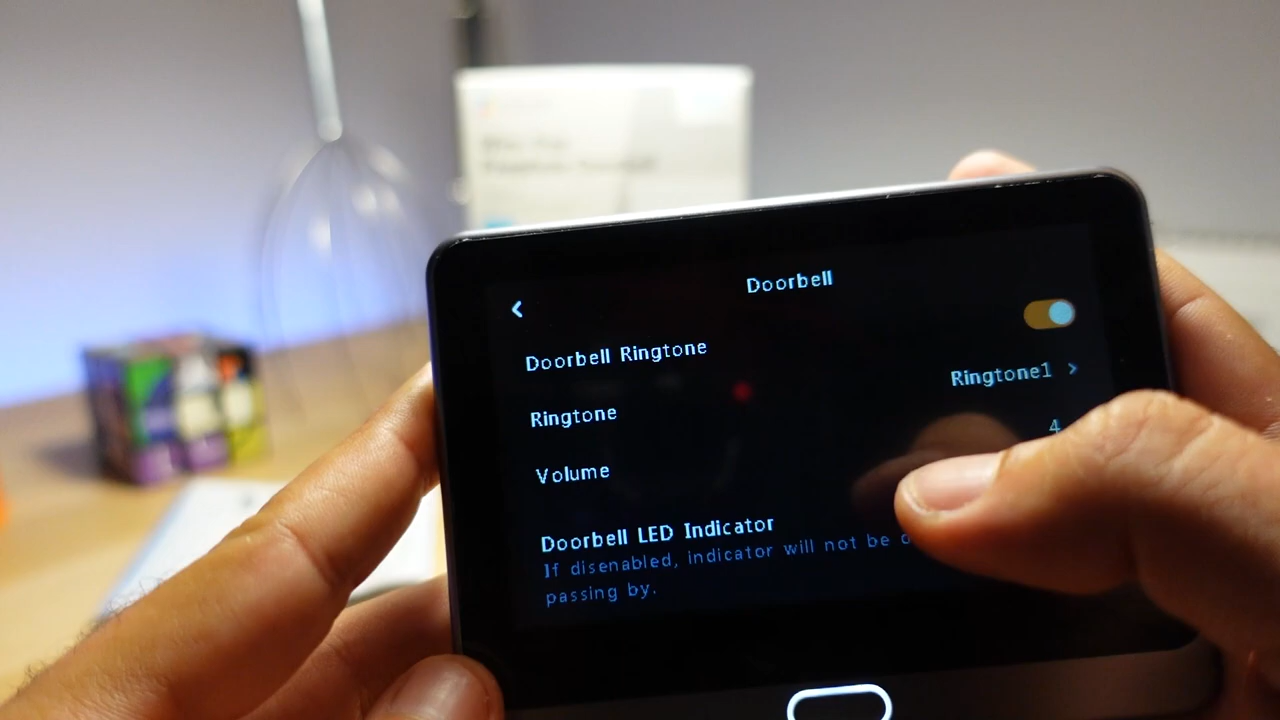 Doorbell
Doorbell Ringtone
Ringtone
Ringtone1
Volume
4
Doorbell LED Indicator
If disenabled, indicator will not be
passing by.